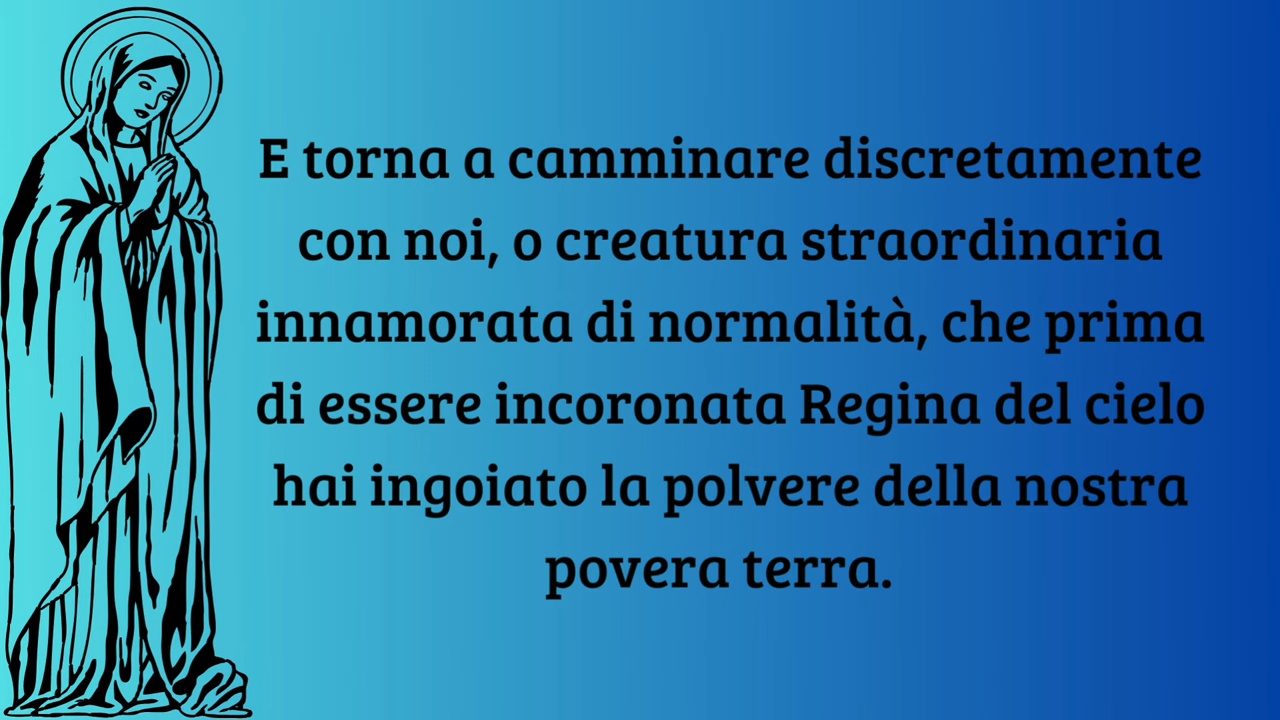 E torna a camminare discretamente
con noi, o creatura straordinaria
innamorata di normalità, che prima
di essere incoronata Regina del cielo
hai ingoiato la polvere della nostra
povera terra.